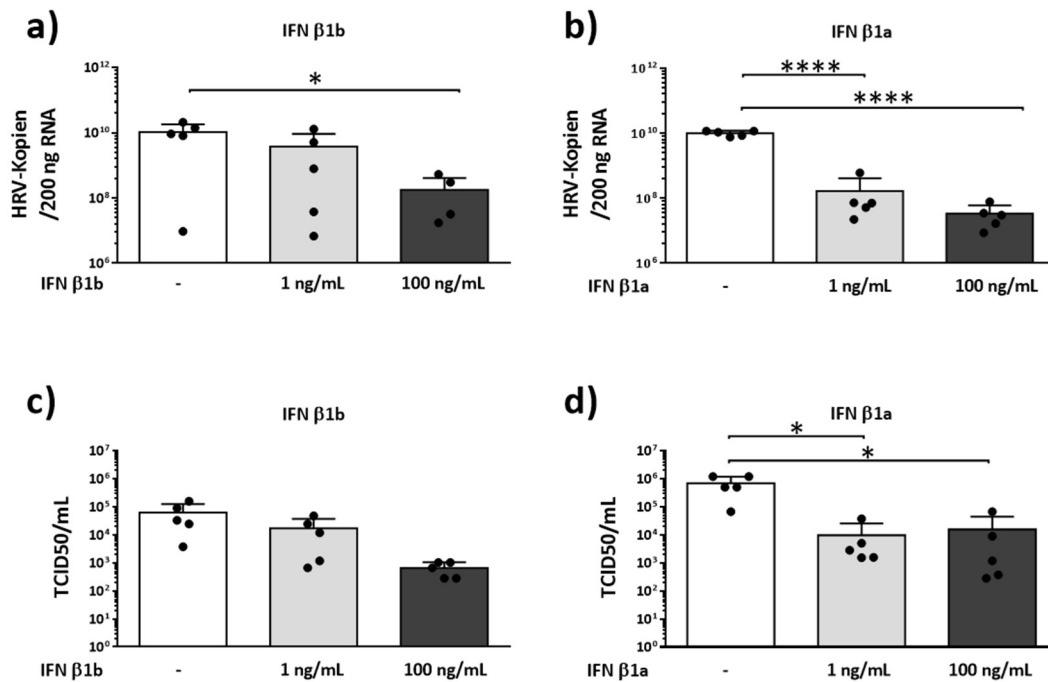 a)
IFN β1b
*
HRV-Kopien
/200 ng RNA
10¹²
10¹⁰
10⁸
10⁶
IFN β1b - 1 ng/mL 100 ng/mL
b)
IFN β1a
****
****
HRV-Kopien
/200 ng RNA
10¹²
10¹⁰
10⁸
10⁶
IFN β1a - 1 ng/mL 100 ng/mL
c)
IFN β1b
TCID50/mL
10⁷
10⁶
10⁵
10⁴
10³
10²
10¹
10⁰
IFN β1b - 1 ng/mL 100 ng/mL
d)
IFN β1a
*
*
TCID50/mL
10⁷
10⁶
10⁵
10⁴
10³
10²
10¹
10⁰
IFN β1a - 1 ng/mL 100 ng/mL